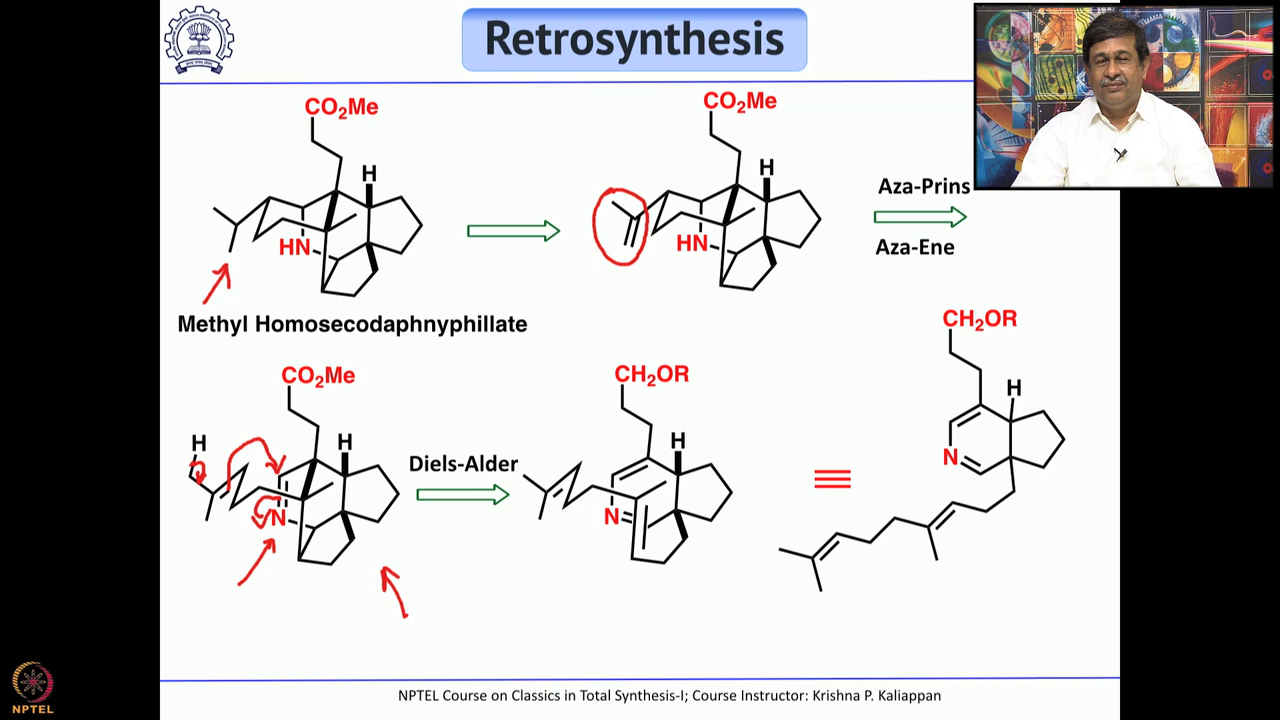 Retrosynthesis
CO2Me
H
HN
CO2Me
H
HN
Aza-Prins
Aza-Ene
Methyl Homosecodaphnyphillate
CO2Me
H
H
N
Diels-Alder
CH2OR
H
N
CH2OR
H
N
NPTEL Course on Classics in Total Synthesis-I; Course Instructor: Krishna P. Kaliappan
NPTEL